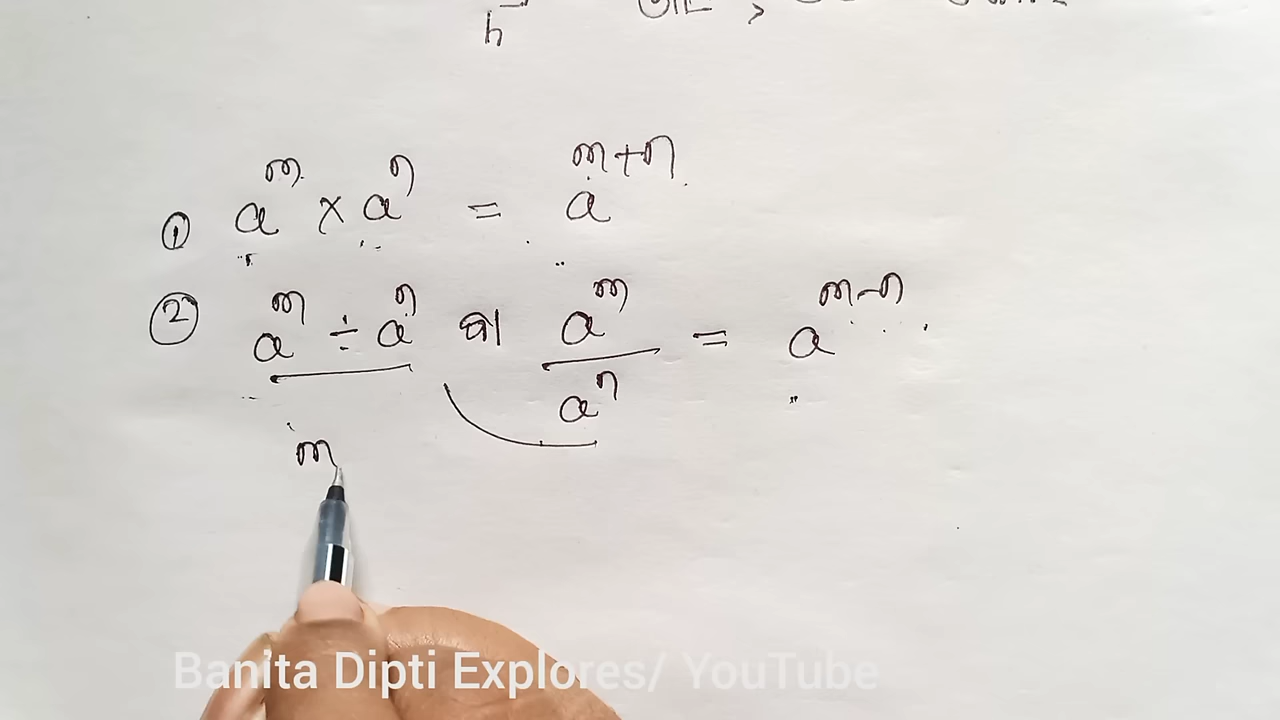 ① aᵐ × aⁿ = aᵐ⁺ⁿ
② aᵐ ÷ aⁿ ବା aᵐ/aⁿ = aᵐ⁻ⁿ
m
Banita Dipti Explores/ YouTube